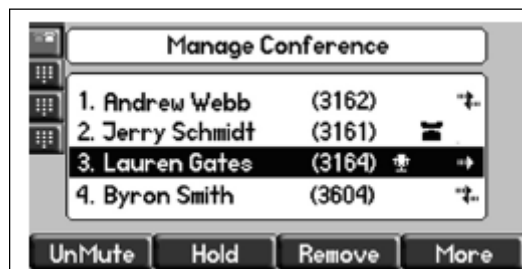 Manage Conference
1. Andrew Webb (3162)
2. Jerry Schmidt (3161)
3. Lauren Gates (3164)
4. Byron Smith (3604)
UnMute Hold Remove More